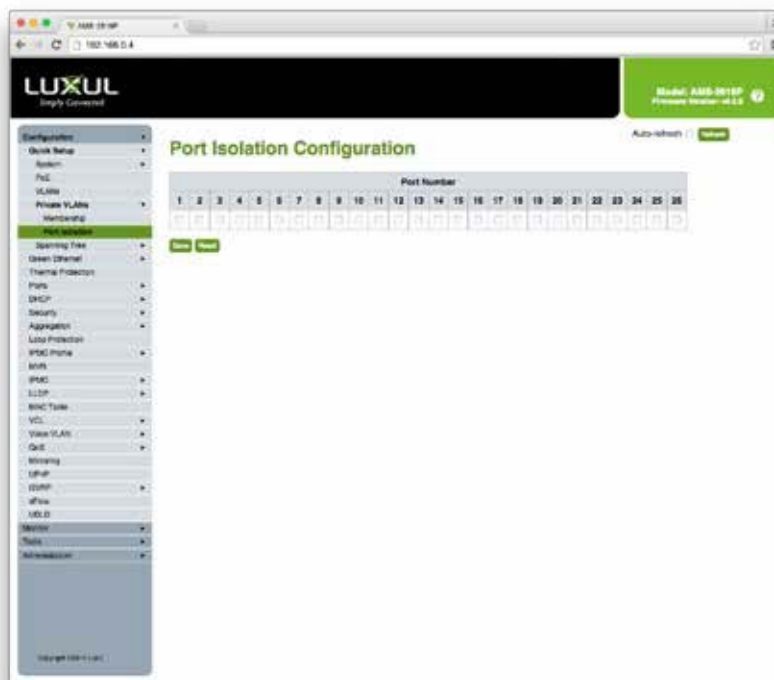 192.168.0.4
LUXUL
Simply Connected
Auto-refresh Refresh
Port Isolation Configuration
Port Number
1 2 3 4 5 6 7 8 9 10 11 12 13 14 15 16 17 18 19 20 21 22 23 24 25 26
Save Reset
Configuration
Quick Setup
System
PoE
VLANs
Private VLANs
Membership
Port Isolation
Spanning Tree
Green Ethernet
Thermal Protection
Ports
DHCP
Security
Aggregation
Loop Protection
IPMC Profile
MVR
IPMC
LLDP
MAC Table
VCL
Voice VLAN
QoS
Mirroring
UPnP
GVRP
sFlow
UDLD
Monitor
Tools
Administration